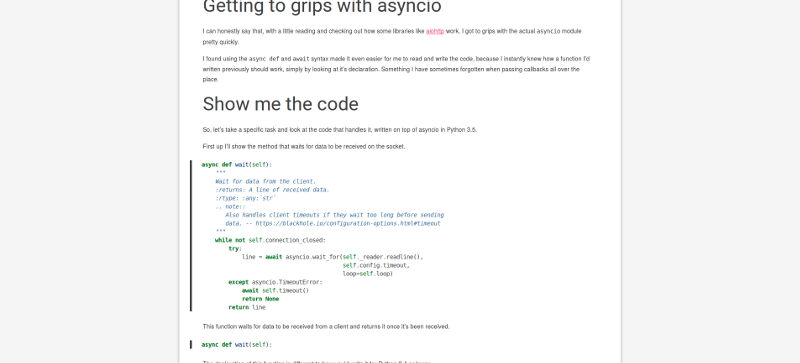 Getting to grips with asyncio
I can honestly say that, with a little reading and checking out how some libraries like aiohttp work, I got to grips with the actual asyncio module
pretty quickly.
I found using the async def and await syntax made it even easier for me to read and write the code, because I instantly knew how a function I'd
written previously should work, simply by looking at it's declaration. Something I have sometimes forgotten when passing callbacks all over the
place.
Show me the code
So, let's take a specific task and look at the code that handles it, written on top of asyncio in Python 3.5.
First up I'll show the method that waits for data to be received on the socket.
async def wait(self):
"""
Wait for data from the client.
:returns: A line of received data.
:rtype: :any:`str`
.. note::
Also handles client timeouts if they wait too long before sending
data. -- https://blackhole.io/configuration-options.html#timeout
"""
while not self.connection_closed:
try:
line = await asyncio.wait_for(self._reader.readline(),
self.config.timeout,
loop=self.loop)
except asyncio.TimeoutError:
await self.timeout()
return None
return line
This function waits for data to be received from a client and returns it once it's been received.
async def wait(self):